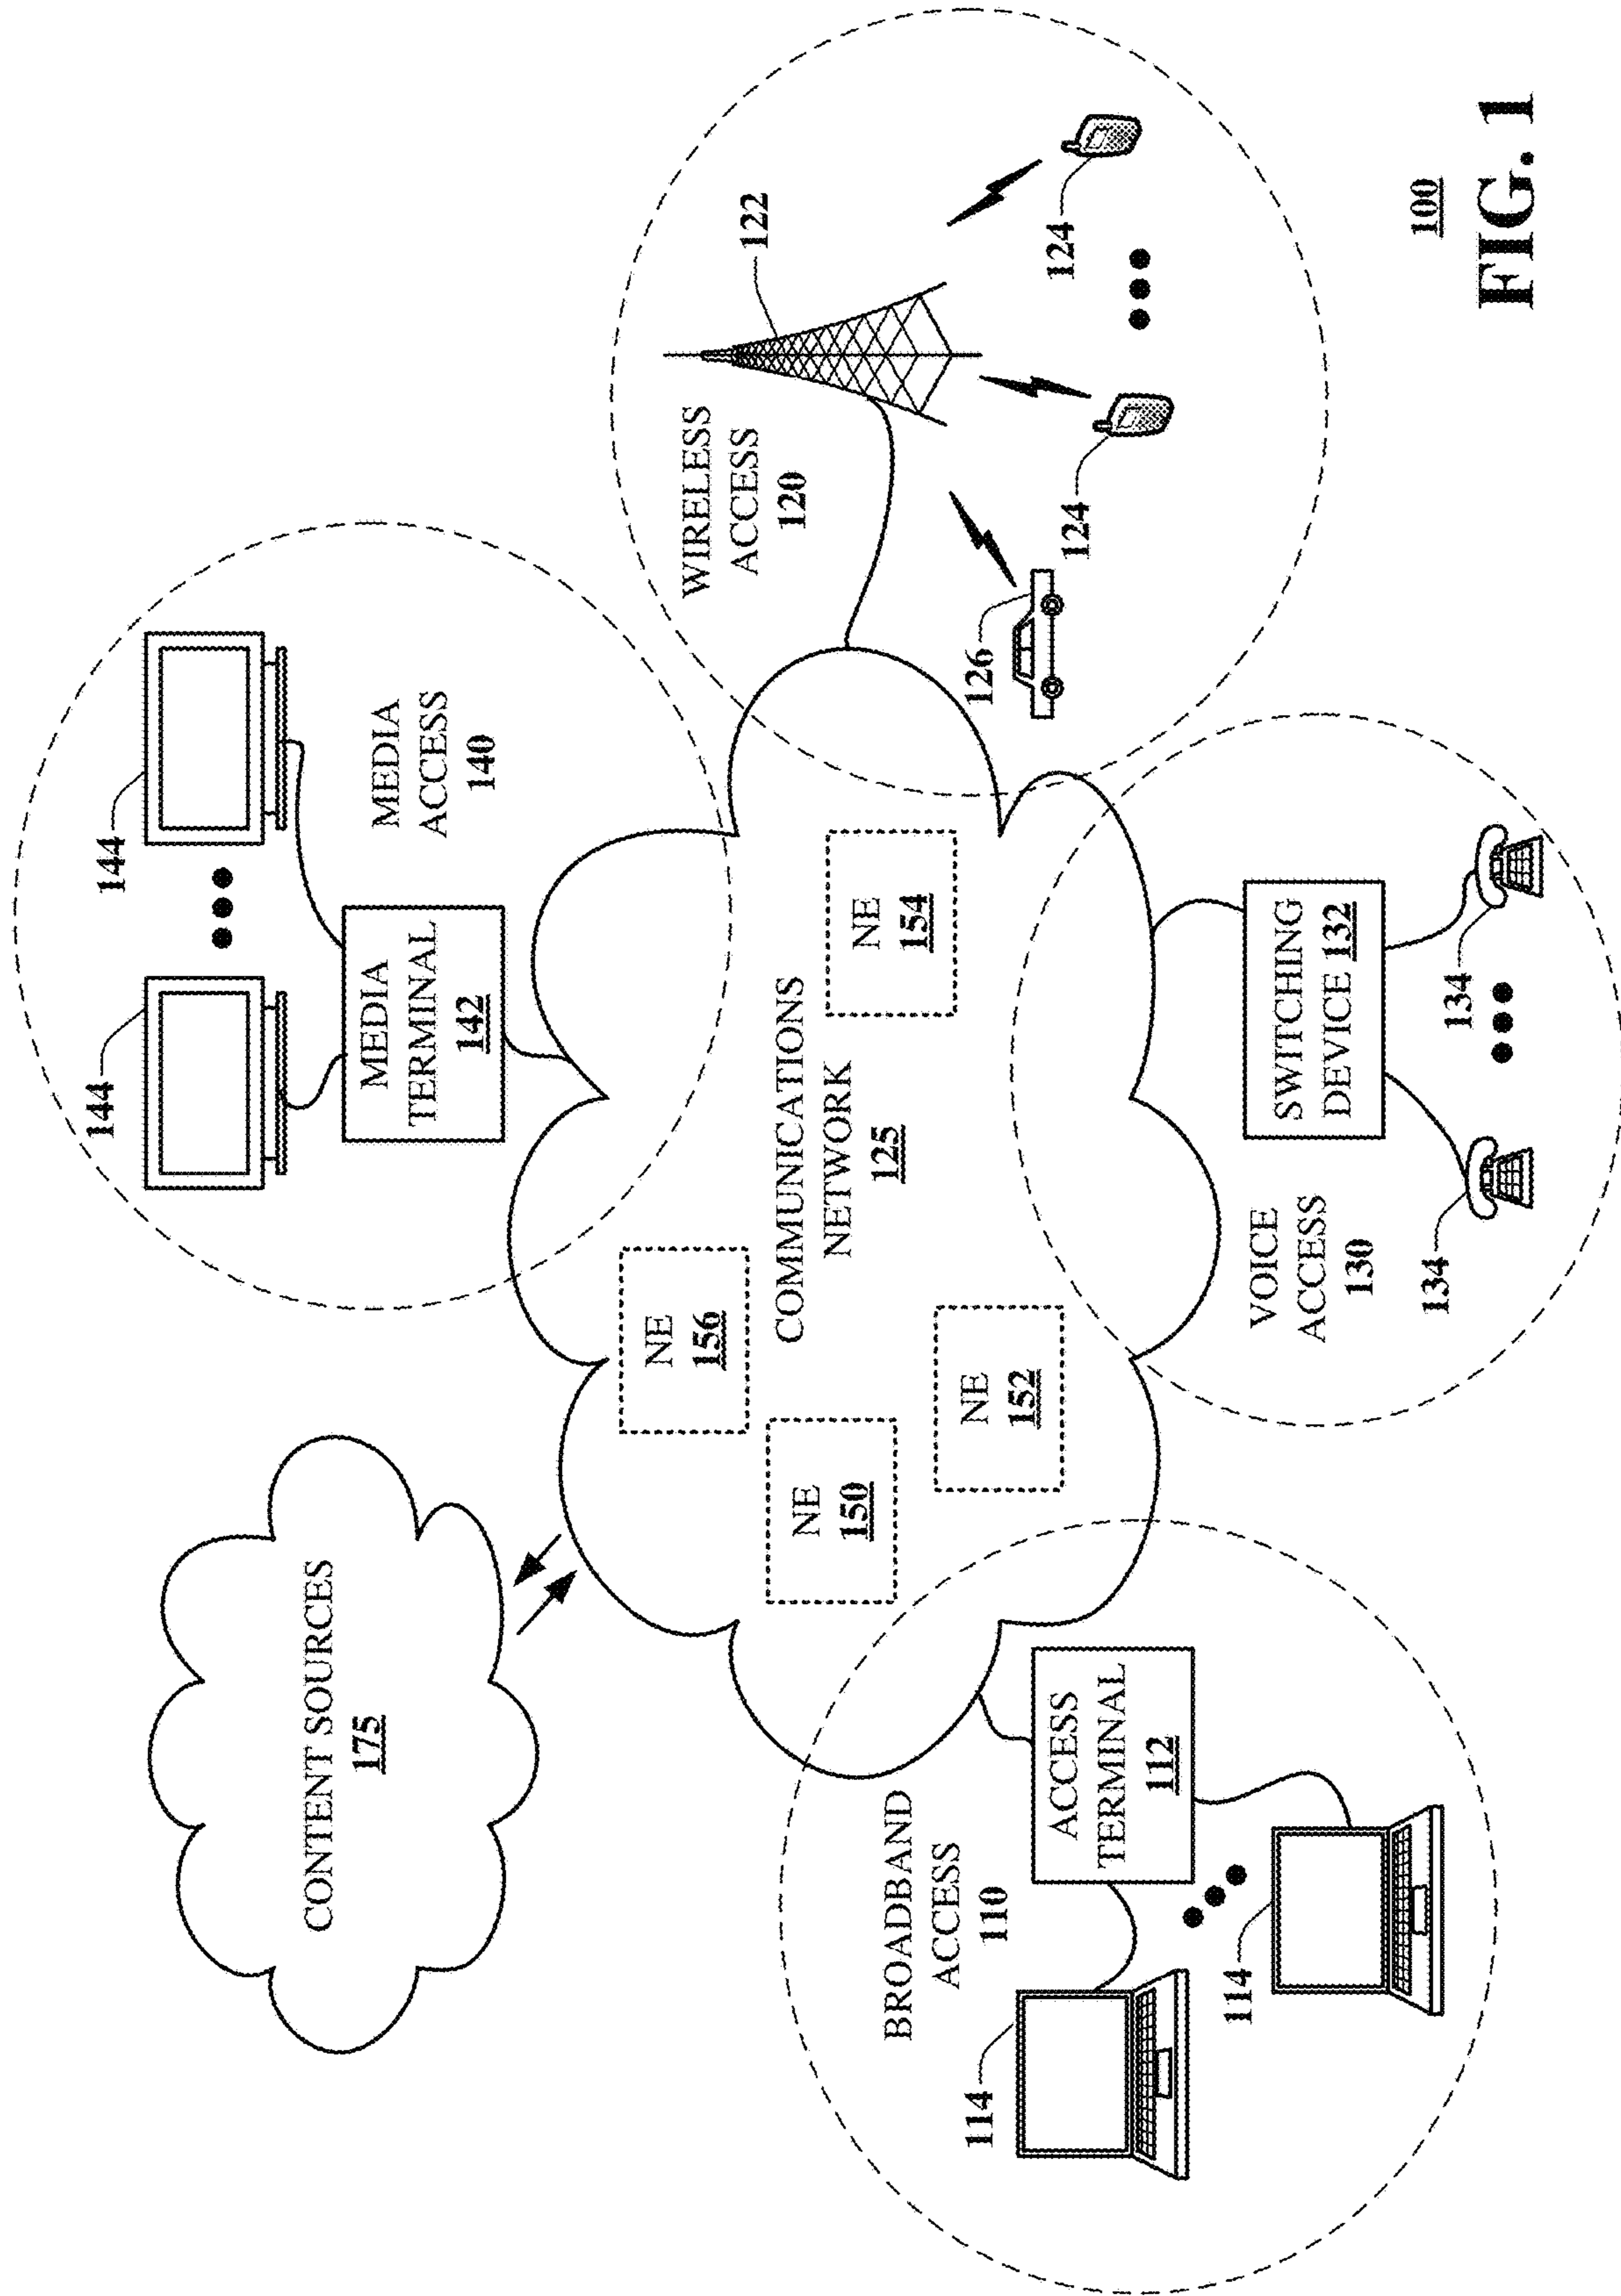 CONTENT SOURCES
175
144
144
MEDIA
TERMINAL
142
MEDIA
ACCESS
140
NE
156
NE
150
NE
152
COMMUNICATIONS
NETWORK
125
NE
154
WIRELESS
ACCESS
120
122
126
124
124
BROADBAND
ACCESS
110
ACCESS
TERMINAL
112
114
114
VOICE
ACCESS
130
SWITCHING
DEVICE 132
134
134
100
FIG. 1